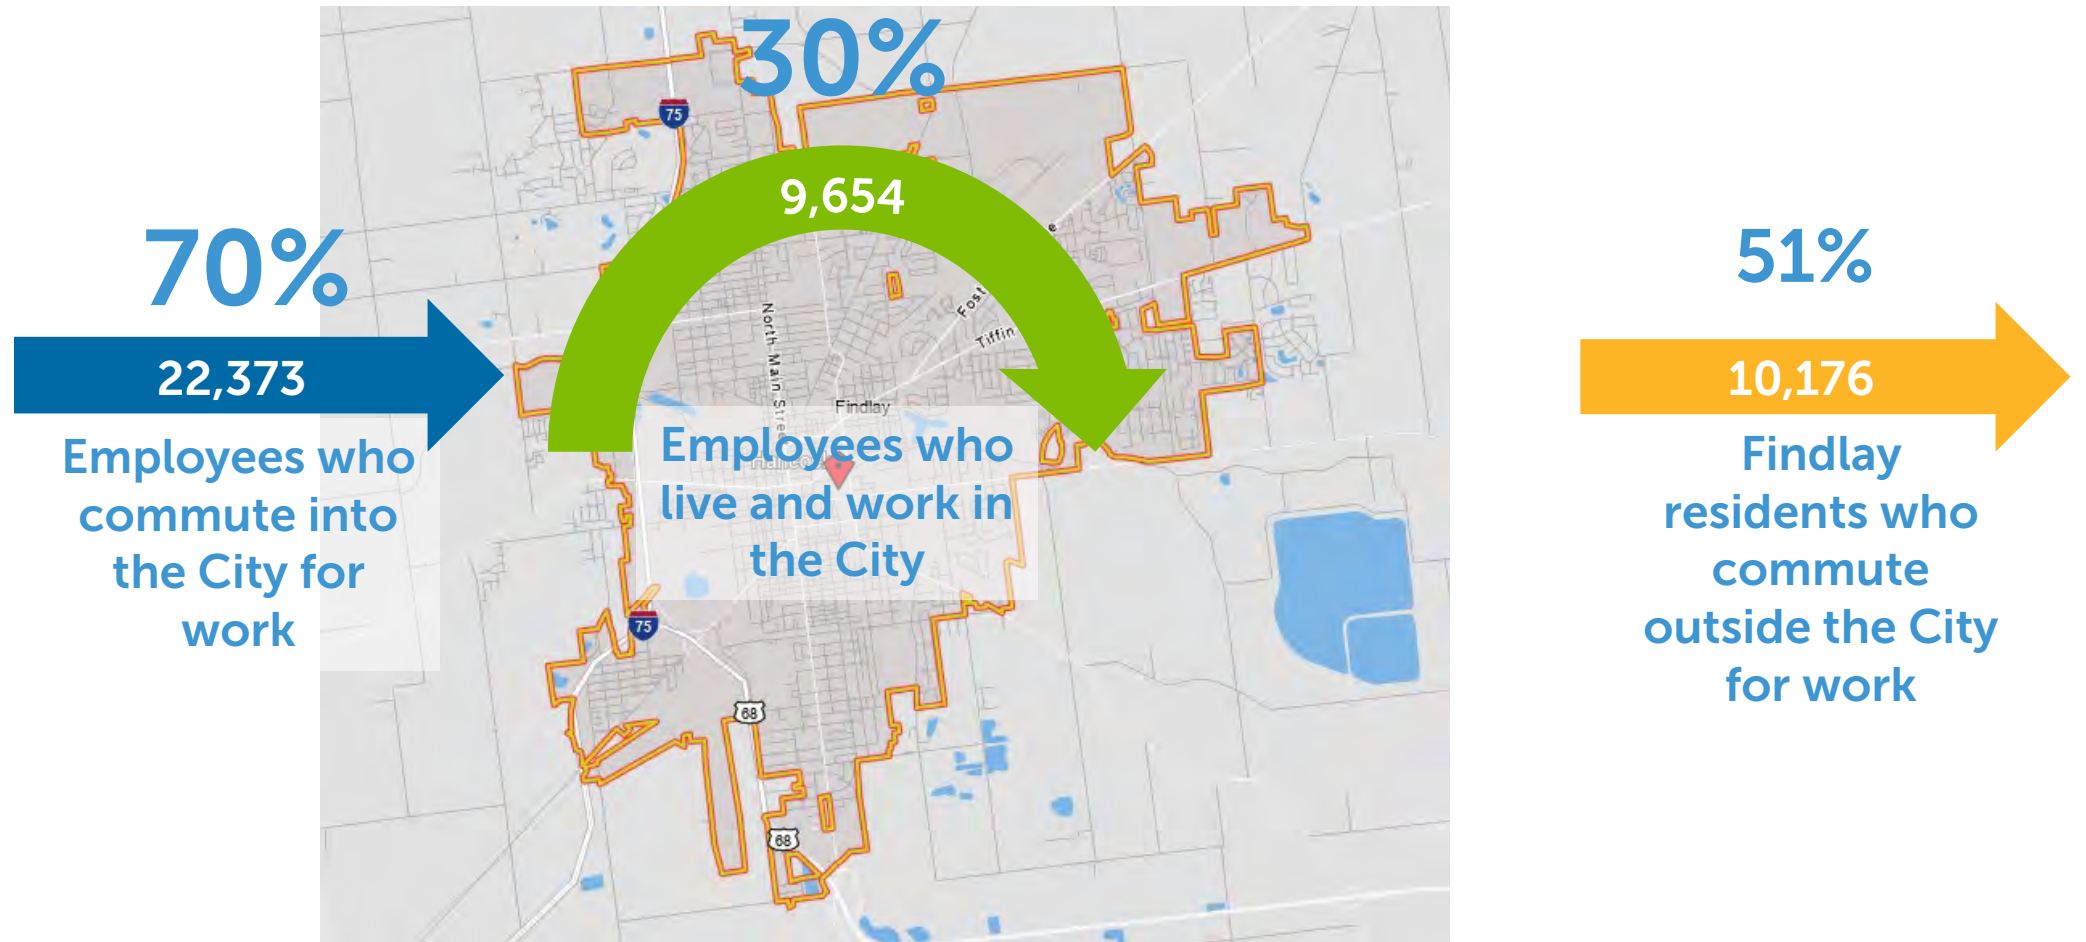 30%
75
9,654
70%
51%
22,373
10,176
North Main Stree
Fost
e
Tiffin
Findlay
Employees who
commute into
the City for
work
Employees who
live and work in
the City
Findlay
residents who
commute
outside the City
for work
75
68
68